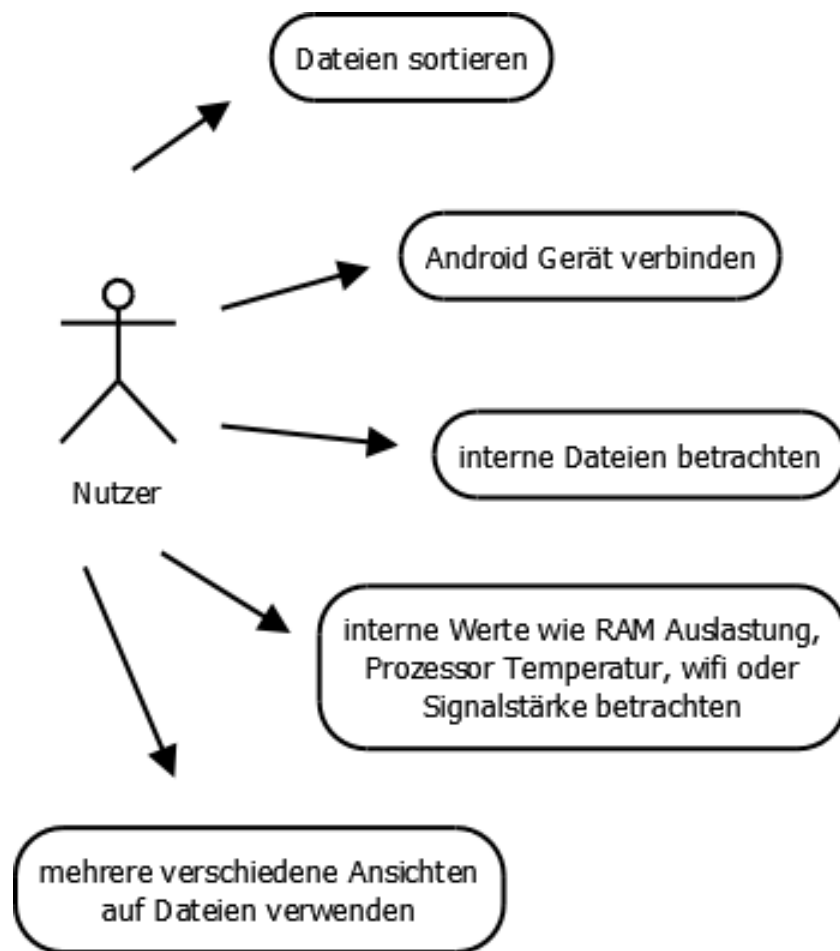 Dateien sortieren
Android Gerät verbinden
interne Dateien betrachten
Nutzer
interne Werte wie RAM Auslastung,
Prozessor Temperatur, wifi oder
Signalstärke betrachten
mehrere verschiedene Ansichten
auf Dateien verwenden